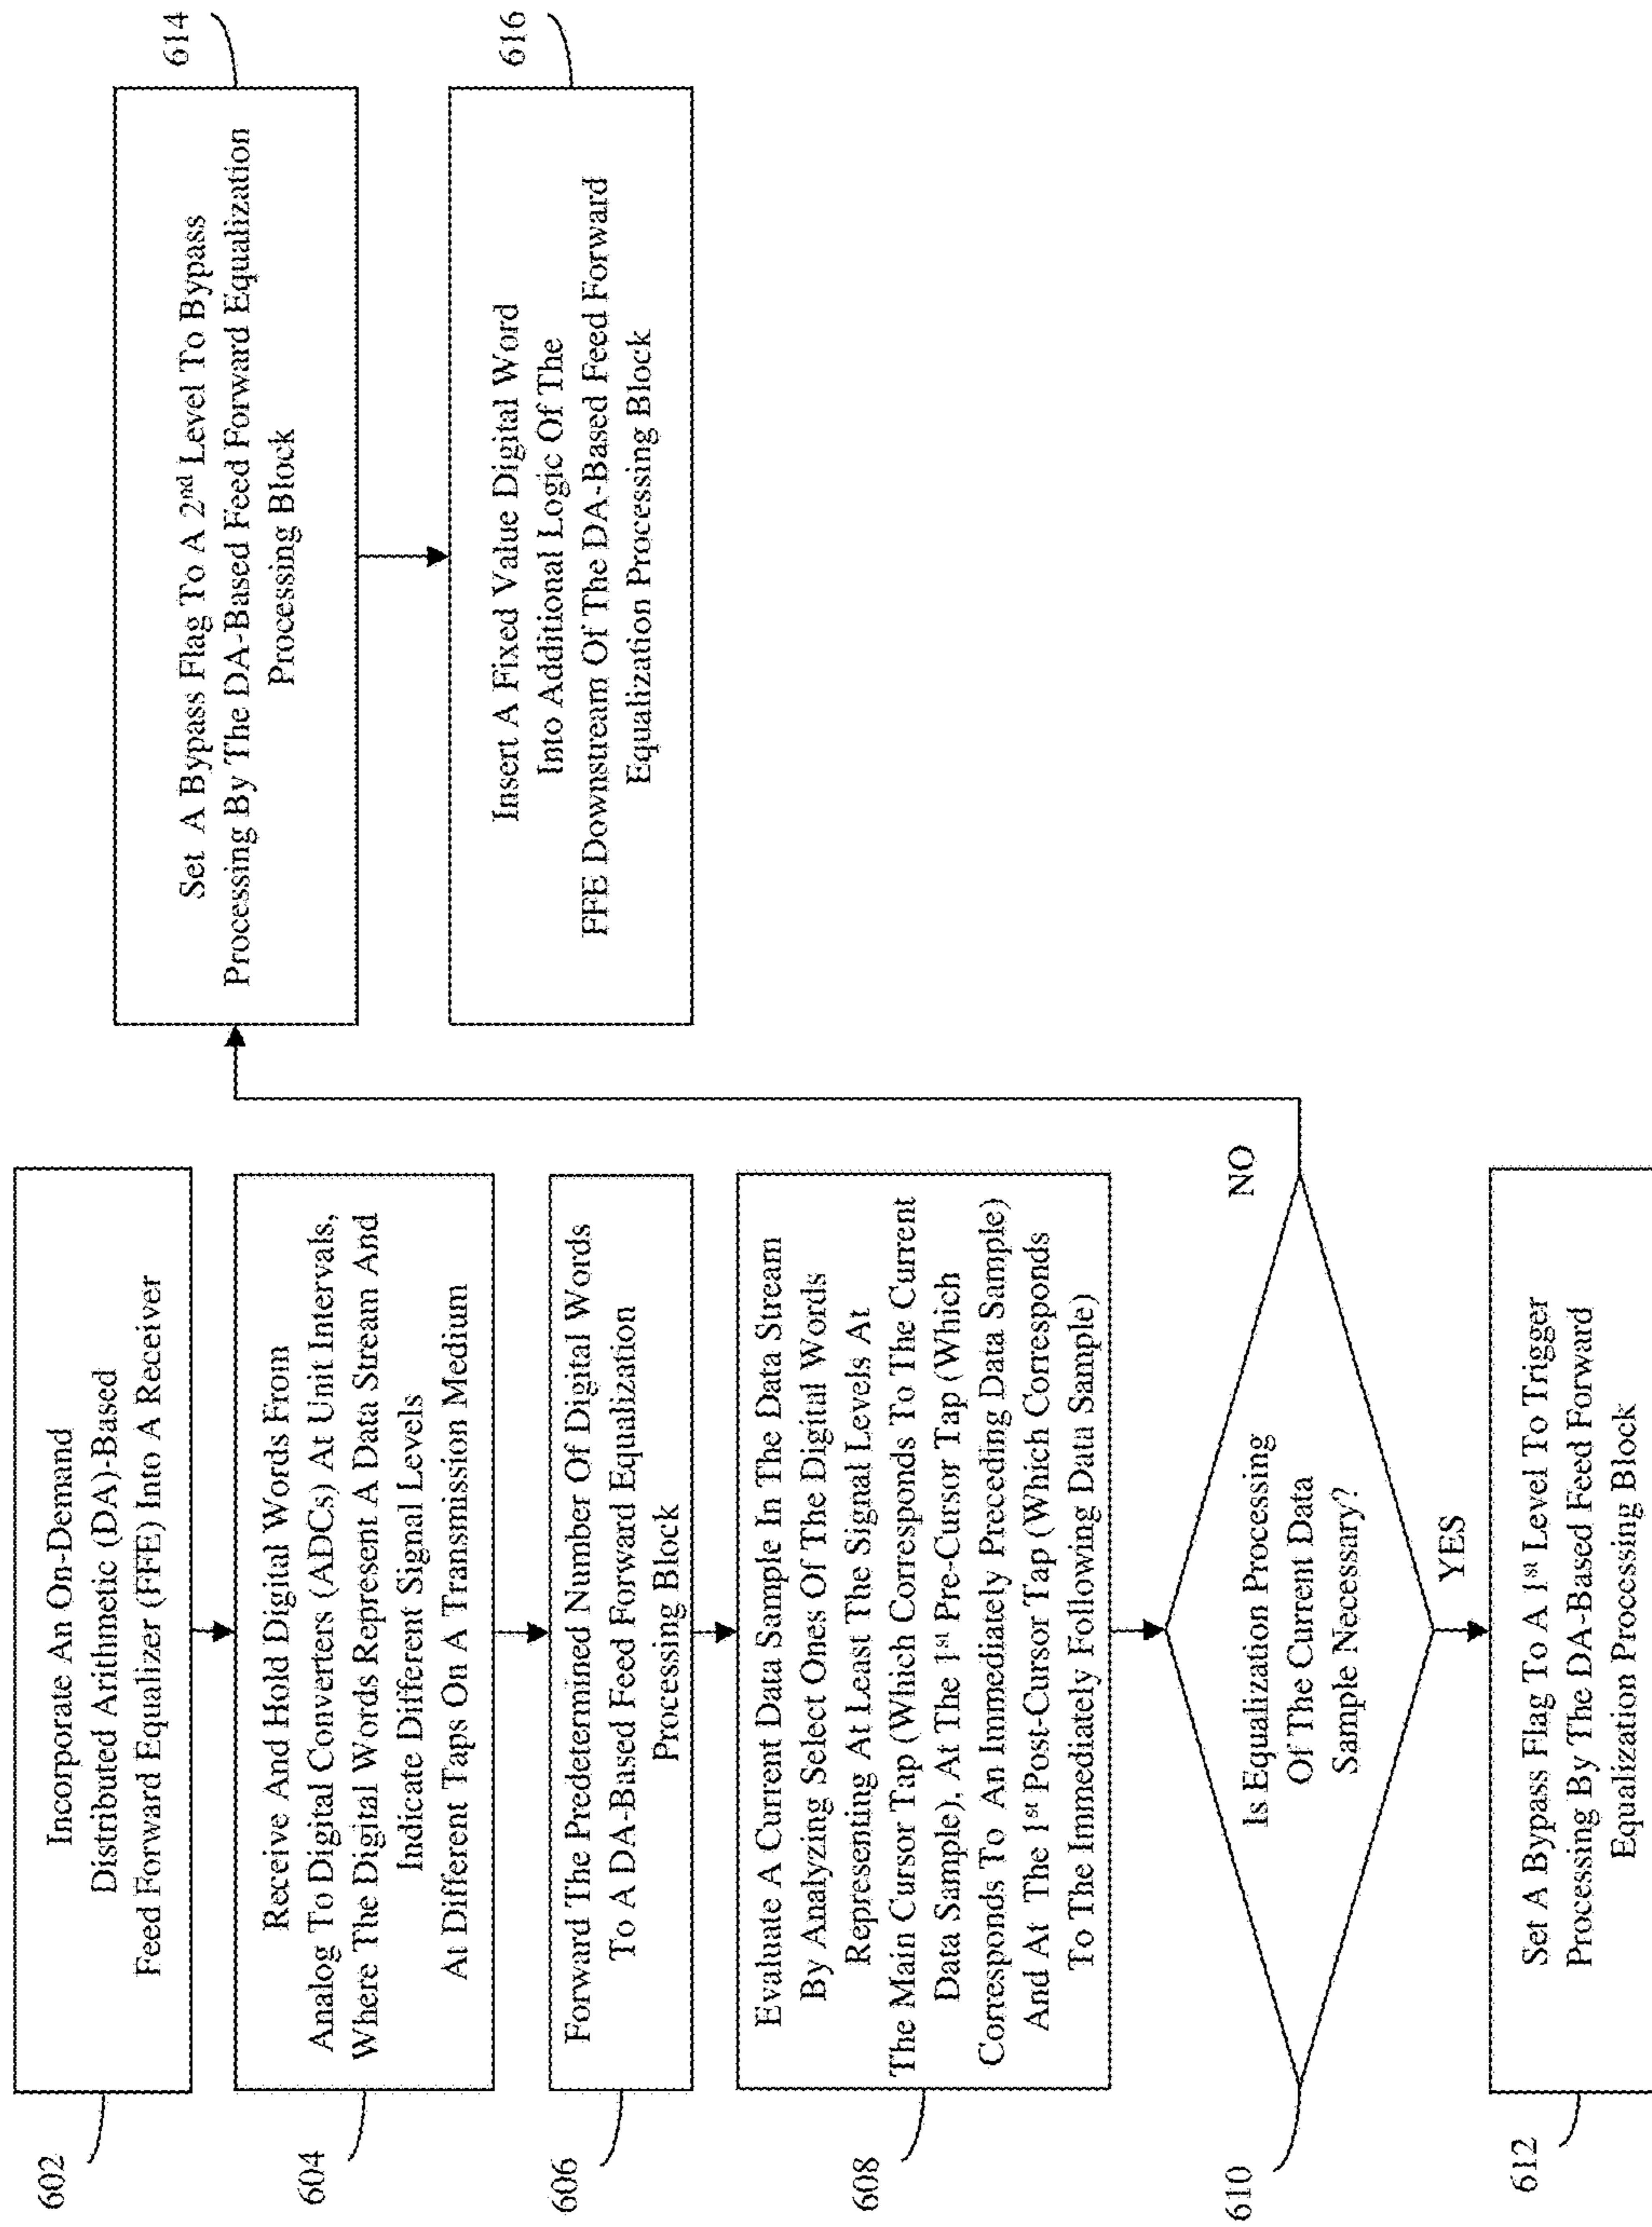 602
Incorporate An On-Demand
Distributed Arithmetic (DA)-Based
Feed Forward Equalizer (FFE) Into A Receiver
604
Receive And Hold Digital Words From
Analog To Digital Converters (ADCs) At Unit Intervals,
Where The Digital Words Represent A Data Stream And
Indicate Different Signal Levels
At Different Taps On A Transmission Medium
606
Forward The Predetermined Number Of Digital Words
To A DA-Based Feed Forward Equalization
Processing Block
608
Evaluate A Current Data Sample In The Data Stream
By Analyzing Select Ones Of The Digital Words
Representing At Least The Signal Levels At
The Main Cursor Tap (Which Corresponds To The Current
Data Sample), At The 1st Pre-Cursor Tap (Which
Corresponds To An Immediately Preceding Data Sample)
And At The 1st Post-Cursor Tap (Which Corresponds
To The Immediately Following Data Sample)
610
Is Equalization Processing
Of The Current Data
Sample Necessary?
NO
YES
612
Set A Bypass Flag To A 1st Level To Trigger
Processing By The DA-Based Feed Forward
Equalization Processing Block
614
Set A Bypass Flag To A 2nd Level To Bypass
Processing By The DA-Based Feed Forward Equalization
Processing Block
616
Insert A Fixed Value Digital Word
Into Additional Logic Of The
FFE Downstream Of The DA-Based Feed Forward
Equalization Processing Block